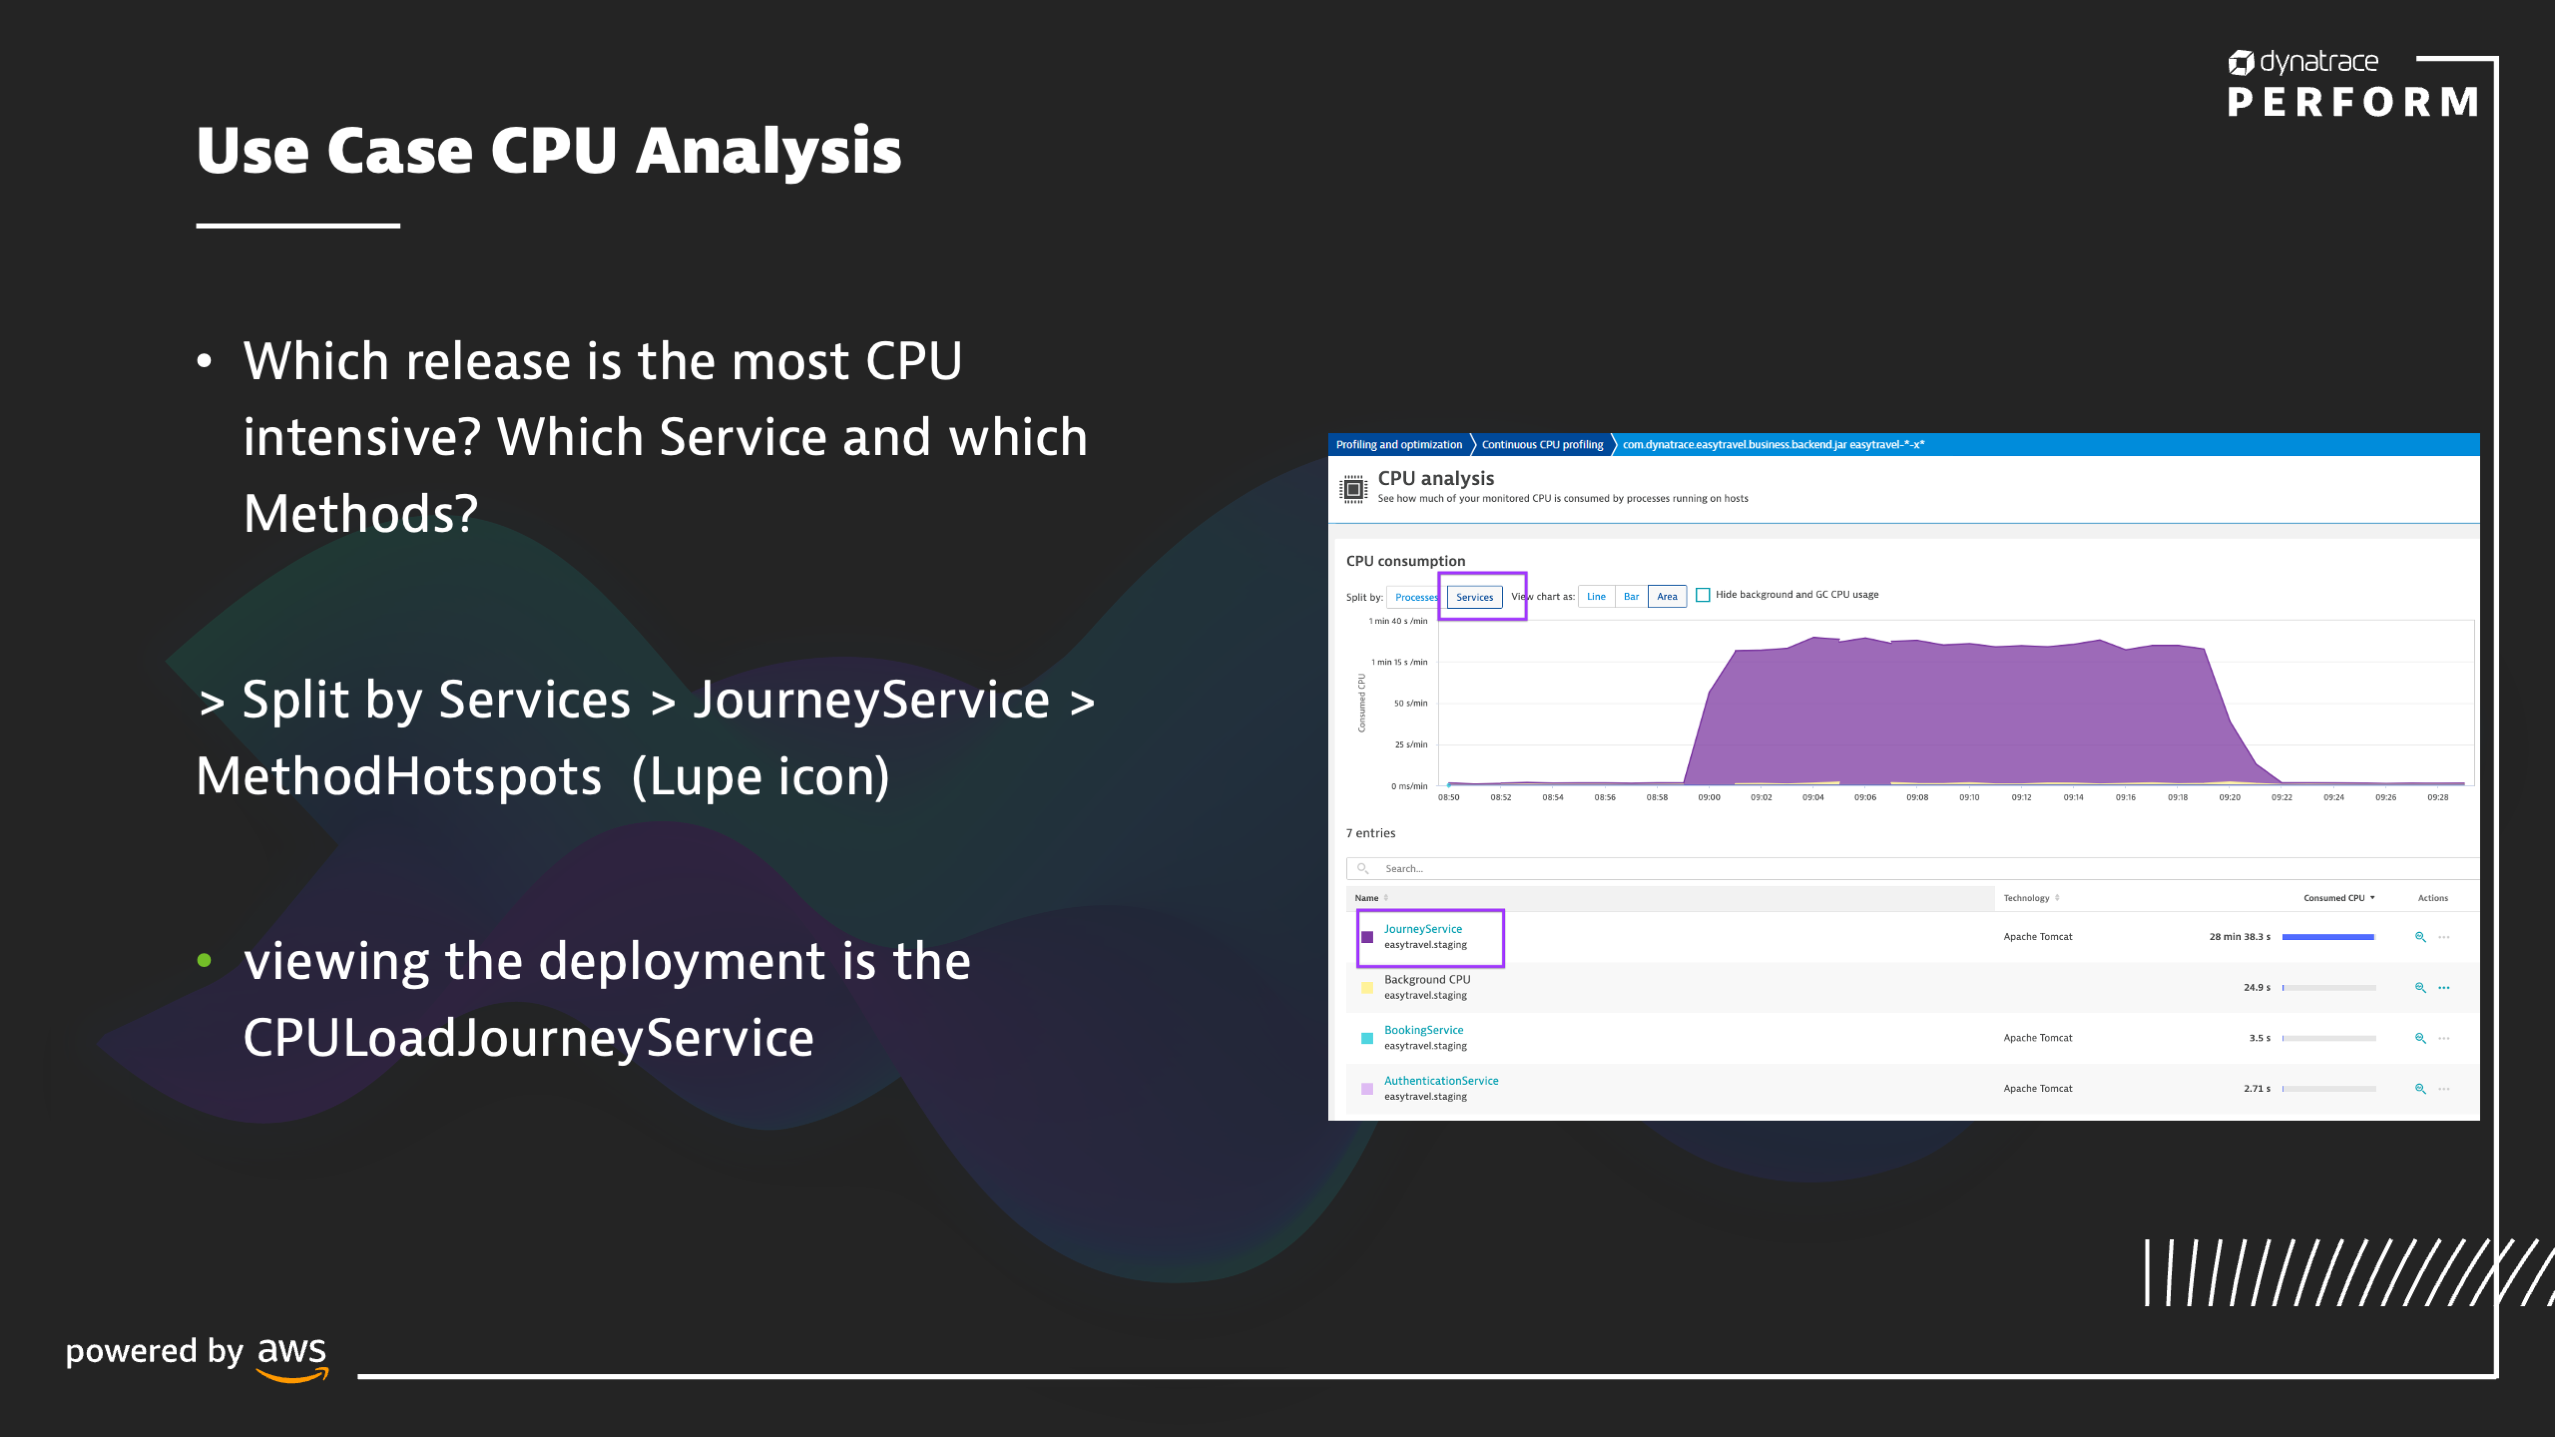 dynatrace
PERFORM
Use Case CPU Analysis
• Which release is the most CPU
intensive? Which Service and which
Methods?
> Split by Services > JourneyService >
MethodHotspots (Lupe icon)
• viewing the deployment is the
CPULoadJourneyService
Profiling and optimization Continuous CPU profiling com.dynatrace.easytravel.business.backend.jar easytravel-*-x*
CPU analysis
See how much of your monitored CPU is consumed by processes running on hosts
CPU consumption
Split by: Processes Services View chart as: Line Bar Area Hide background and GC CPU usage
Consumed CPU
1 min 40 s /min
1 min 15 s /min
50 s/min
25 s/min
0 ms/min
08:50 08:52 08:54 08:56 08:58 09:00 09:02 09:04 09:06 09:08 09:10 09:12 09:14 09:16 09:18 09:20 09:22 09:24 09:26 09:28
7 entries
Search...
Name Technology Consumed CPU Actions
JourneyService
easytravel.staging
Apache Tomcat 28 min 38.3 s
Background CPU
easytravel.staging
24.9 s
BookingService
easytravel.staging
Apache Tomcat 3.5 s
AuthenticationService
easytravel.staging
Apache Tomcat 2.71 s
powered by aws